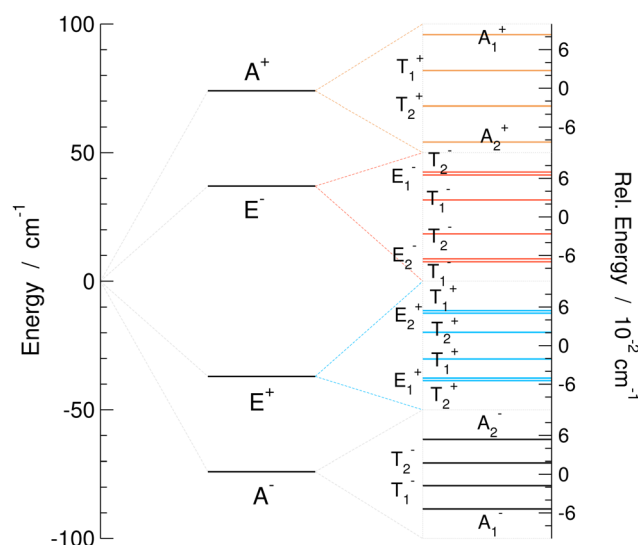 100
50
0
-50
-100
Energy / cm⁻¹
A⁺
E⁻
E⁺
A⁻
A₁⁺
T₁⁺
T₂⁺
A₂⁺
T₂⁻
E₁⁻
T₁⁻
T₂⁻
E₂⁻
T₁⁻
T₁⁺
E₂⁺
T₂⁺
T₁⁺
E₁⁺
T₂⁺
A₂⁻
T₂⁻
T₁⁻
A₁⁻
6
0
-6
6
0
-6
6
0
-6
6
0
-6
Rel. Energy / 10⁻² cm⁻¹